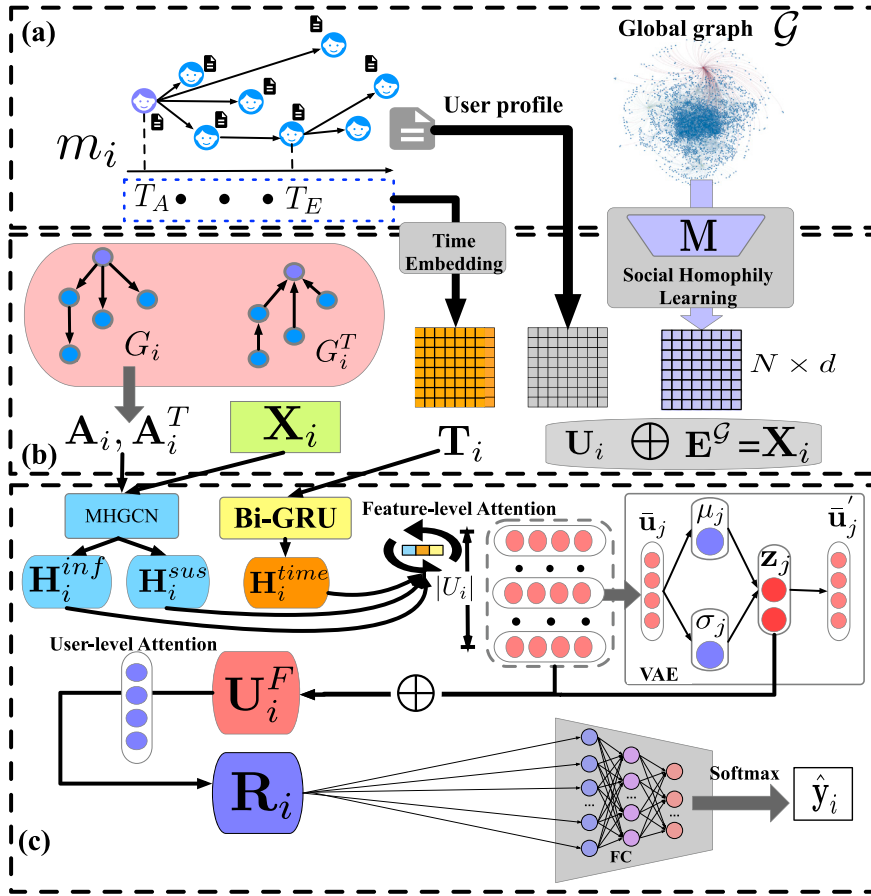 (a)
Global graph 𝒢
User profile
m_i
T_A • • • T_E
M
Time
Embedding
Social Homophily
Learning
G_i
G_i^T
N × d
A_i, A_i^T
X_i
T_i
U_i ⊕ E^𝒢 = X_i
(b)
MHGCN
Bi-GRU
Feature-level Attention
H_i^{inf}
H_i^{sus}
H_i^{time}
|U_i|
ū_j
μ_j
σ_j
z_j
ū_j^'
VAE
User-level Attention
U_i^F
⊕
R_i
...
...
...
...
FC
Softmax
ŷ_i
(c)